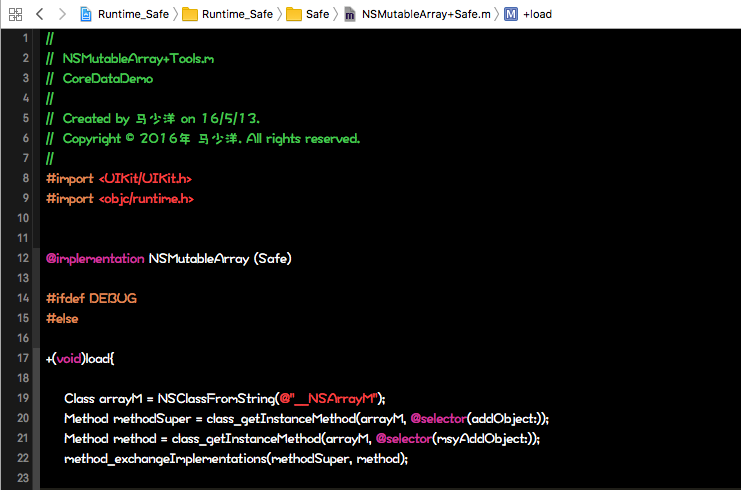 Runtime_Safe Runtime_Safe Safe NSMutableArray+Safe.m M +load
1 //
2 // NSMutableArray+Tools.m
3 // CoreDataDemo
4 //
5 // Created by 马少洋 on 16/5/13.
6 // Copyright © 2016年 马少洋. All rights reserved.
7 //
8 #import <UIKit/UIKit.h>
9 #import <objc/runtime.h>
10
11
12 @implementation NSMutableArray (Safe)
13
14 #ifdef DEBUG
15 #else
16
17 +(void)load{
18
19 Class arrayM = NSClassFromString(@"__NSArrayM");
20 Method methodSuper = class_getInstanceMethod(arrayM, @selector(addObject:));
21 Method method = class_getInstanceMethod(arrayM, @selector(msyAddObject:));
22 method_exchangeImplementations(methodSuper, method);
23